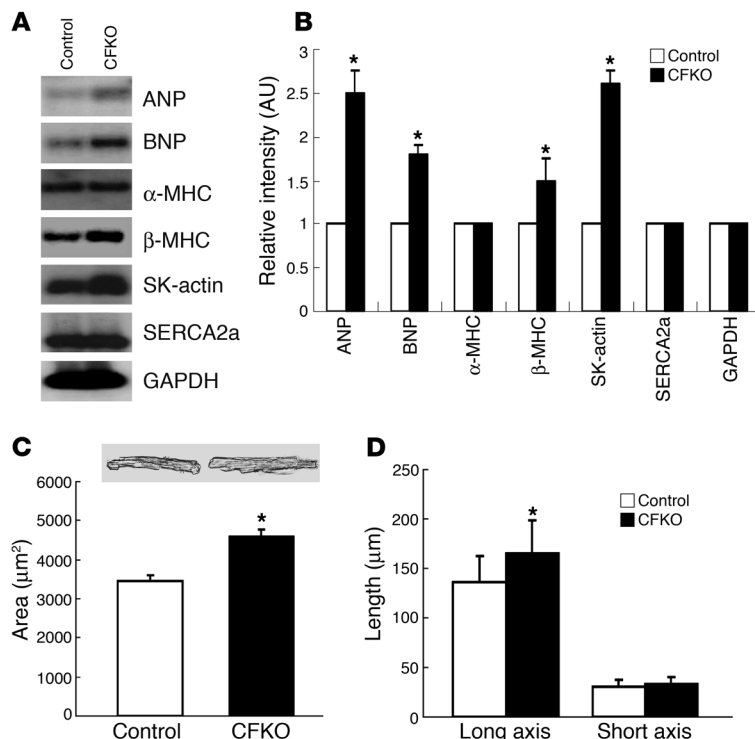 A
Control
CFKO
ANP
BNP
α-MHC
β-MHC
SK-actin
SERCA2a
GAPDH
B
Relative intensity (AU)
3
2.5
2
1.5
1
0.5
0
*
*
*
*
Control
CFKO
ANP
BNP
α-MHC
β-MHC
SK-actin
SERCA2a
GAPDH
C
Area (μm²)
6000
5000
4000
3000
2000
1000
0
*
Control
CFKO
D
Length (μm)
250
200
150
100
50
0
*
Control
CFKO
Long axis
Short axis